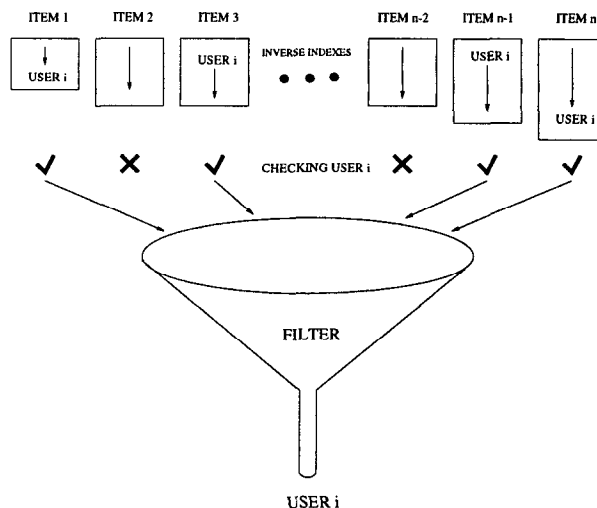 ITEM 1 ITEM 2 ITEM 3 ITEM n-2 ITEM n-1 ITEM n
USER i USER i INVERSE INDEXES USER i
USER i
CHECKING USER i
FILTER
USER i